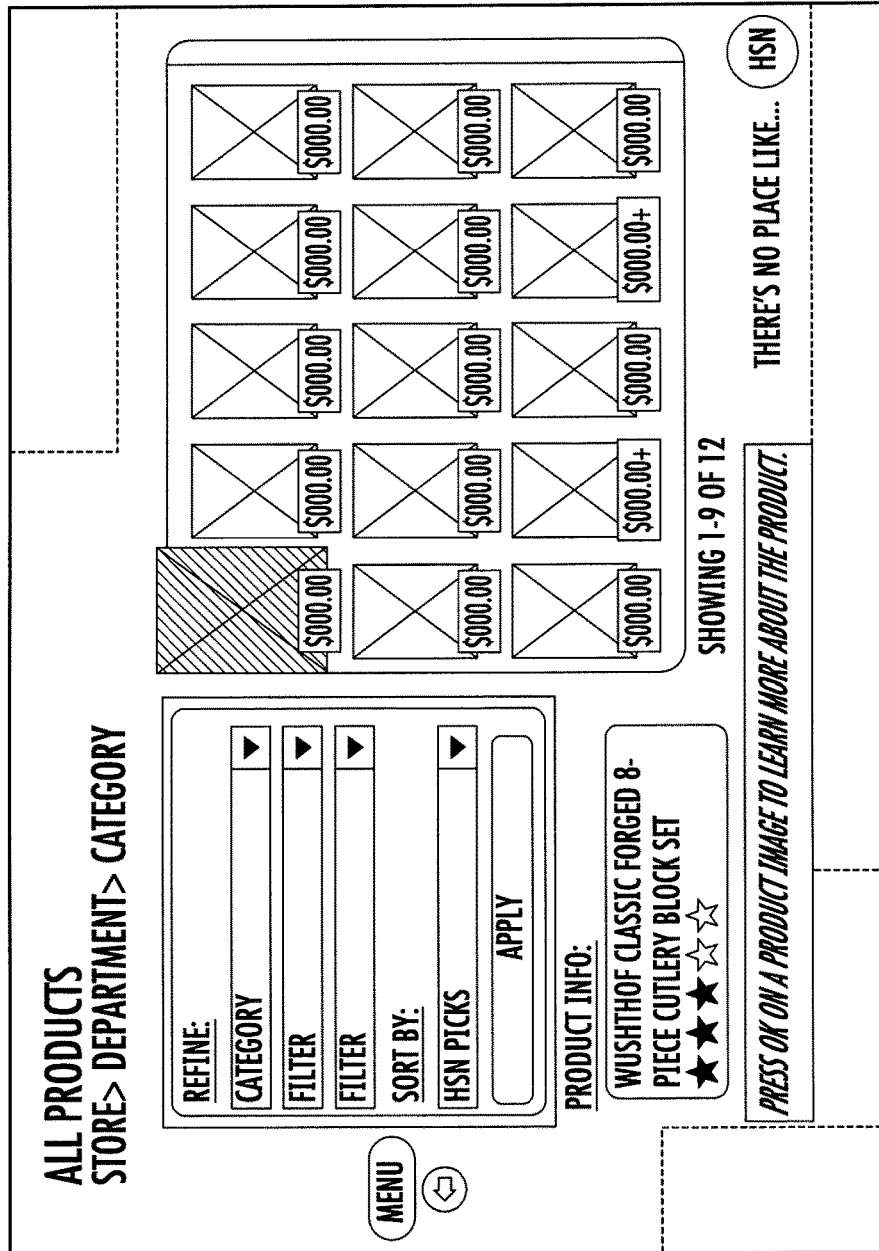 ALL PRODUCTS
STORE> DEPARTMENT> CATEGORY
MENU
REFINE:
CATEGORY
FILTER
FILTER
SORT BY:
HSN PICKS
APPLY
PRODUCT INFO:
WUSHTHOF CLASSIC FORGED 8-
PIECE CUTLERY BLOCK SET
$000.00 $000.00 $000.00 $000.00 $000.00
$000.00 $000.00 $000.00 $000.00 $000.00
$000.00 $000.00+ $000.00 $000.00+ $000.00
SHOWING 1-9 OF 12
PRESS OK ON A PRODUCT IMAGE TO LEARN MORE ABOUT THE PRODUCT.
THERE'S NO PLACE LIKE... HSN